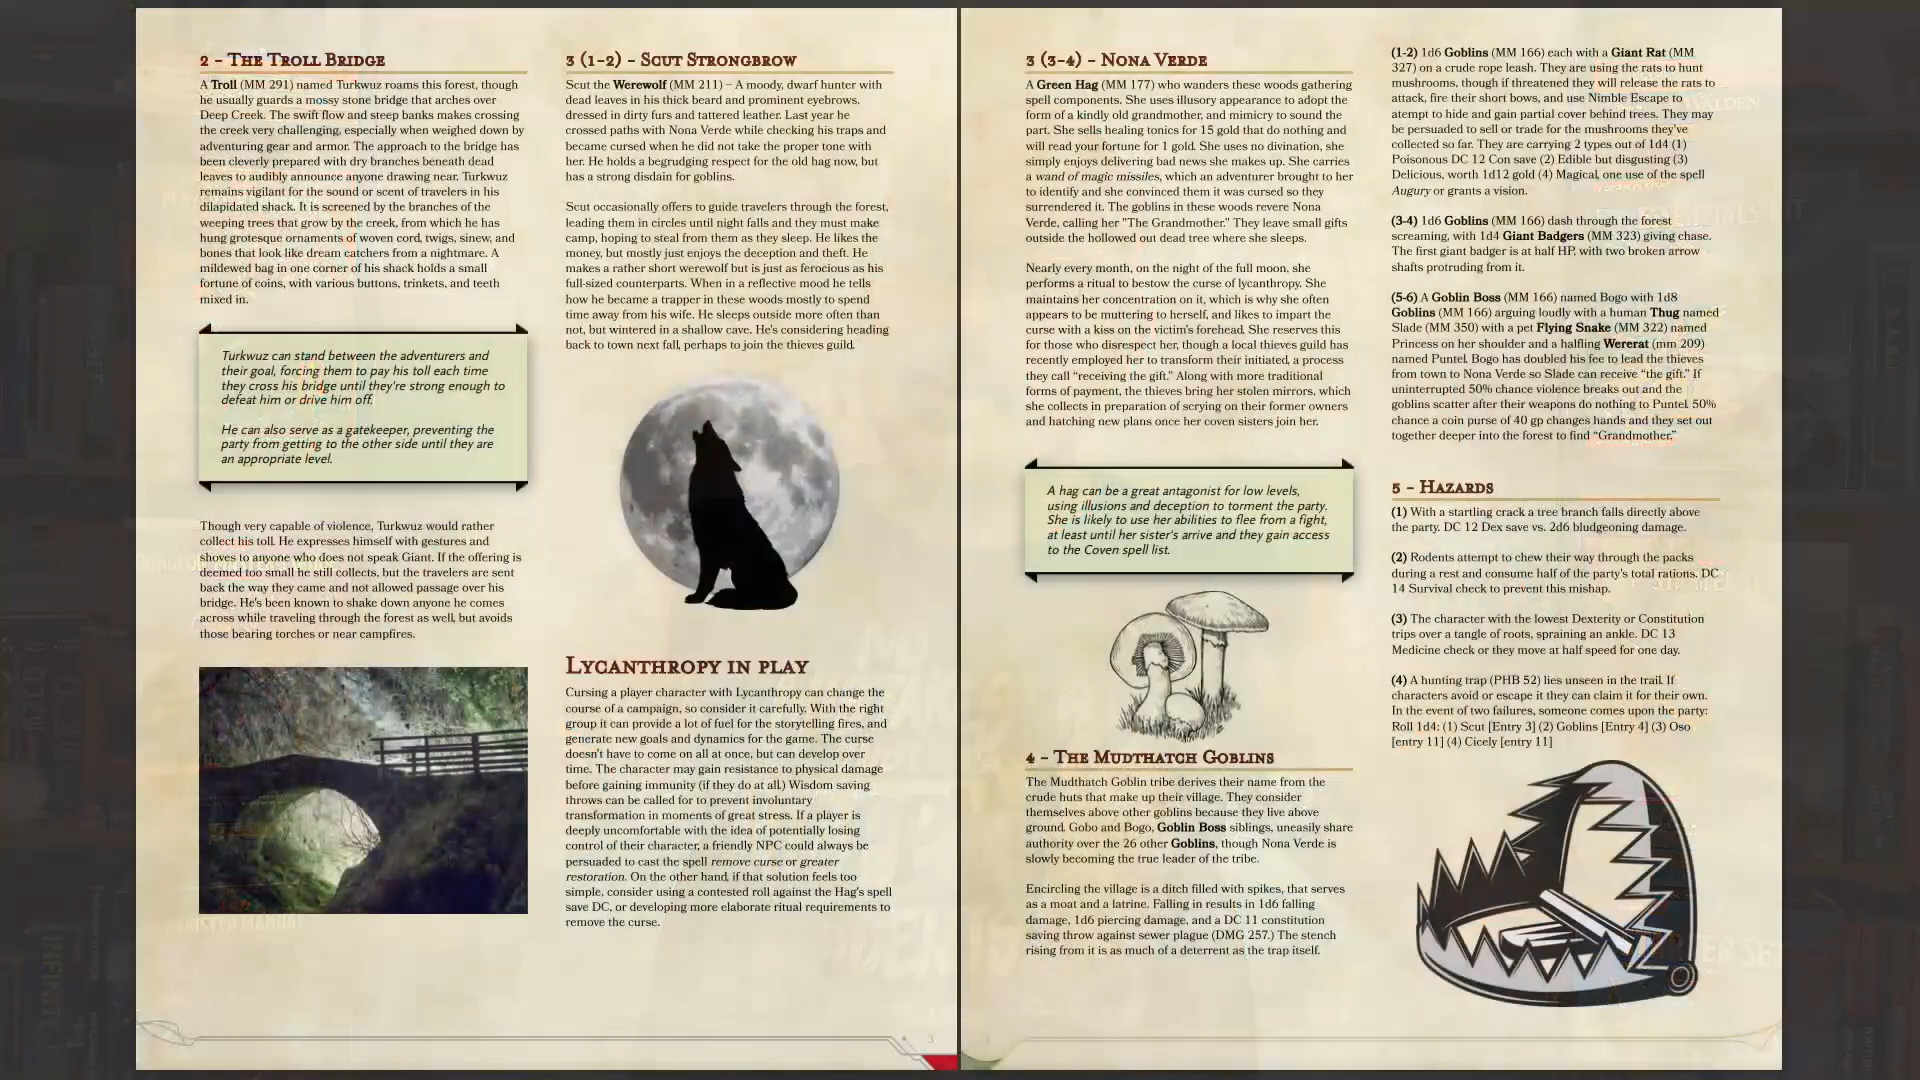 2 - The Troll Bridge
A Troll (MM 291) named Turkwuz roams this forest, though
he usually guards a mossy stone bridge that arches over
Deep Creek. The swift flow and steep banks makes crossing
the creek very challenging, especially when weighed down by
adventuring gear and armor. The approach to the bridge has
been cleverly prepared with dry branches beneath dead
leaves to audibly announce anyone drawing near. Turkwuz
remains vigilant for the sound or scent of travelers in his
dilapidated shack. It is screened by the branches of the
weeping trees that grow by the creek, from which he has
hung grotesque ornaments of woven cord, twigs, sinew, and
bones that look like dream catchers from a nightmare. A
mildewed bag in one corner of his shack holds a small
fortune of coins, with various buttons, trinkets, and teeth
mixed in.
Turkwuz can stand between the adventurers and
their goal, forcing them to pay his toll each time
they cross his bridge until they're strong enough to
defeat him or drive him off.
He can also serve as a gatekeeper, preventing the
party from getting to the other side until they are
an appropriate level.
Though very capable of violence, Turkwuz would rather
collect his toll. He expresses himself with gestures and
shoves to anyone who does not speak Giant. If the offering is
deemed too small he still collects, but the travelers are sent
back the way they came and not allowed passage over his
bridge. He's been known to shake down anyone he comes
across while traveling through the forest as well, but avoids
those bearing torches or near campfires.
3 (1-2) - Scut Strongbrow
Scut the Werewolf (MM 211) – A moody, dwarf hunter with
dead leaves in his thick beard and prominent eyebrows,
dressed in dirty furs and tattered leather. Last year he
crossed paths with Nona Verde while checking his traps and
became cursed when he did not take the proper tone with
her. He holds a begrudging respect for the old hag now, but
has a strong disdain for goblins.
Scut occasionally offers to guide travelers through the forest,
leading them in circles until night falls and they must make
camp, hoping to steal from them as they sleep. He likes the
money, but mostly just enjoys the deception and theft. He
makes a rather short werewolf but is just as ferocious as his
full-sized counterparts. When in a reflective mood he tells
how he became a trapper in these woods mostly to spend
time away from his wife. He sleeps outside more often than
not, but wintered in a shallow cave. He's considering heading
back to town next fall, perhaps to join the thieves guild.
Lycanthropy in play
Cursing a player character with Lycanthropy can change the
course of a campaign, so consider it carefully. With the right
group it can provide a lot of fuel for the storytelling fires, and
generate new goals and dynamics for the game. The curse
doesn't have to come on all at once, but can develop over
time. The character may gain resistance to physical damage
before gaining immunity (if they do at all.) Wisdom saving
throws can be called for to prevent involuntary
transformation in moments of great stress. If a player is
deeply uncomfortable with the idea of potentially losing
control of their character, a friendly NPC could always be
persuaded to cast the spell remove curse or greater
restoration. On the other hand, if that solution feels too
simple, consider using a contested roll against the Hag's spell
save DC, or developing more elaborate ritual requirements to
remove the curse.
3
3 (3-4) - Nona Verde
A Green Hag (MM 177) who wanders these woods gathering
spell components. She uses illusory appearance to adopt the
form of a kindly old grandmother, and mimicry to sound the
part. She sells healing tonics for 15 gold that do nothing and
will read your fortune for 1 gold. She uses no divination, she
simply enjoys delivering bad news she makes up. She carries
a wand of magic missiles, which an adventurer brought to her
to identify and she convinced them it was cursed so they
surrendered it. The goblins in these woods revere Nona
Verde, calling her "The Grandmother." They leave small gifts
outside the hollowed out dead tree where she sleeps.
Nearly every month, on the night of the full moon, she
performs a ritual to bestow the curse of lycanthropy. She
maintains her concentration on it, which is why she often
appears to be muttering to herself, and likes to impart the
curse with a kiss on the victim's forehead. She reserves this
for those who disrespect her, though a local thieves guild has
recently employed her to transform their initiated, a process
they call “receiving the gift.” Along with more traditional
forms of payment, the thieves bring her stolen mirrors, which
she collects in preparation of scrying on their former owners
and hatching new plans once her coven sisters join her.
A hag can be a great antagonist for low levels,
using illusions and deception to torment the party.
She is likely to use her abilities to flee from a fight,
at least until her sister's arrive and they gain access
to the Coven spell list.
4 - The Mudthatch Goblins
The Mudthatch Goblin tribe derives their name from the
crude huts that make up their village. They consider
themselves above other goblins because they live above
ground. Gobo and Bogo, Goblin Boss siblings, uneasily share
authority over the 26 other Goblins, though Nona Verde is
slowly becoming the true leader of the tribe.
Encircling the village is a ditch filled with spikes, that serves
as a moat and a latrine. Falling in results in 1d6 falling
damage, 1d6 piercing damage, and a DC 11 constitution
saving throw against sewer plague (DMG 257.) The stench
rising from it is as much of a deterrent as the trap itself.
(1-2) 1d6 Goblins (MM 166) each with a Giant Rat (MM
327) on a crude rope leash. They are using the rats to hunt
mushrooms, though if threatened they will release the rats to
attack, fire their short bows, and use Nimble Escape to
atempt to hide and gain partial cover behind trees. They may
be persuaded to sell or trade for the mushrooms they've
collected so far. They are carrying 2 types out of 1d4 (1)
Poisonous DC 12 Con save (2) Edible but disgusting (3)
Delicious, worth 1d12 gold (4) Magical, one use of the spell
Augury or grants a vision.
(3-4) 1d6 Goblins (MM 166) dash through the forest
screaming, with 1d4 Giant Badgers (MM 323) giving chase.
The first giant badger is at half HP, with two broken arrow
shafts protruding from it.
(5-6) A Goblin Boss (MM 166) named Bogo with 1d8
Goblins (MM 166) arguing loudly with a human Thug named
Slade (MM 350) with a pet Flying Snake (MM 322) named
Princess on her shoulder and a halfling Wererat (mm 209)
named Puntel. Bogo has doubled his fee to lead the thieves
from town to Nona Verde so Slade can receive “the gift.” If
uninterrupted 50% chance violence breaks out and the
goblins scatter after their weapons do nothing to Puntel. 50%
chance a coin purse of 40 gp changes hands and they set out
together deeper into the forest to find “Grandmother.”
5 - Hazards
(1) With a startling crack a tree branch falls directly above
the party. DC 12 Dex save vs. 2d6 bludgeoning damage.
(2) Rodents attempt to chew their way through the packs
during a rest and consume half of the party's total rations. DC
14 Survival check to prevent this mishap.
(3) The character with the lowest Dexterity or Constitution
trips over a tangle of roots, spraining an ankle. DC 13
Medicine check or they move at half speed for one day.
(4) A hunting trap (PHB 52) lies unseen in the trail. If
characters avoid or escape it they can claim it for their own.
In the event of two failures, someone comes upon the party:
Roll 1d4: (1) Scut [Entry 3] (2) Goblins [Entry 4] (3) Oso
[entry 11] (4) Cicely [entry 11]